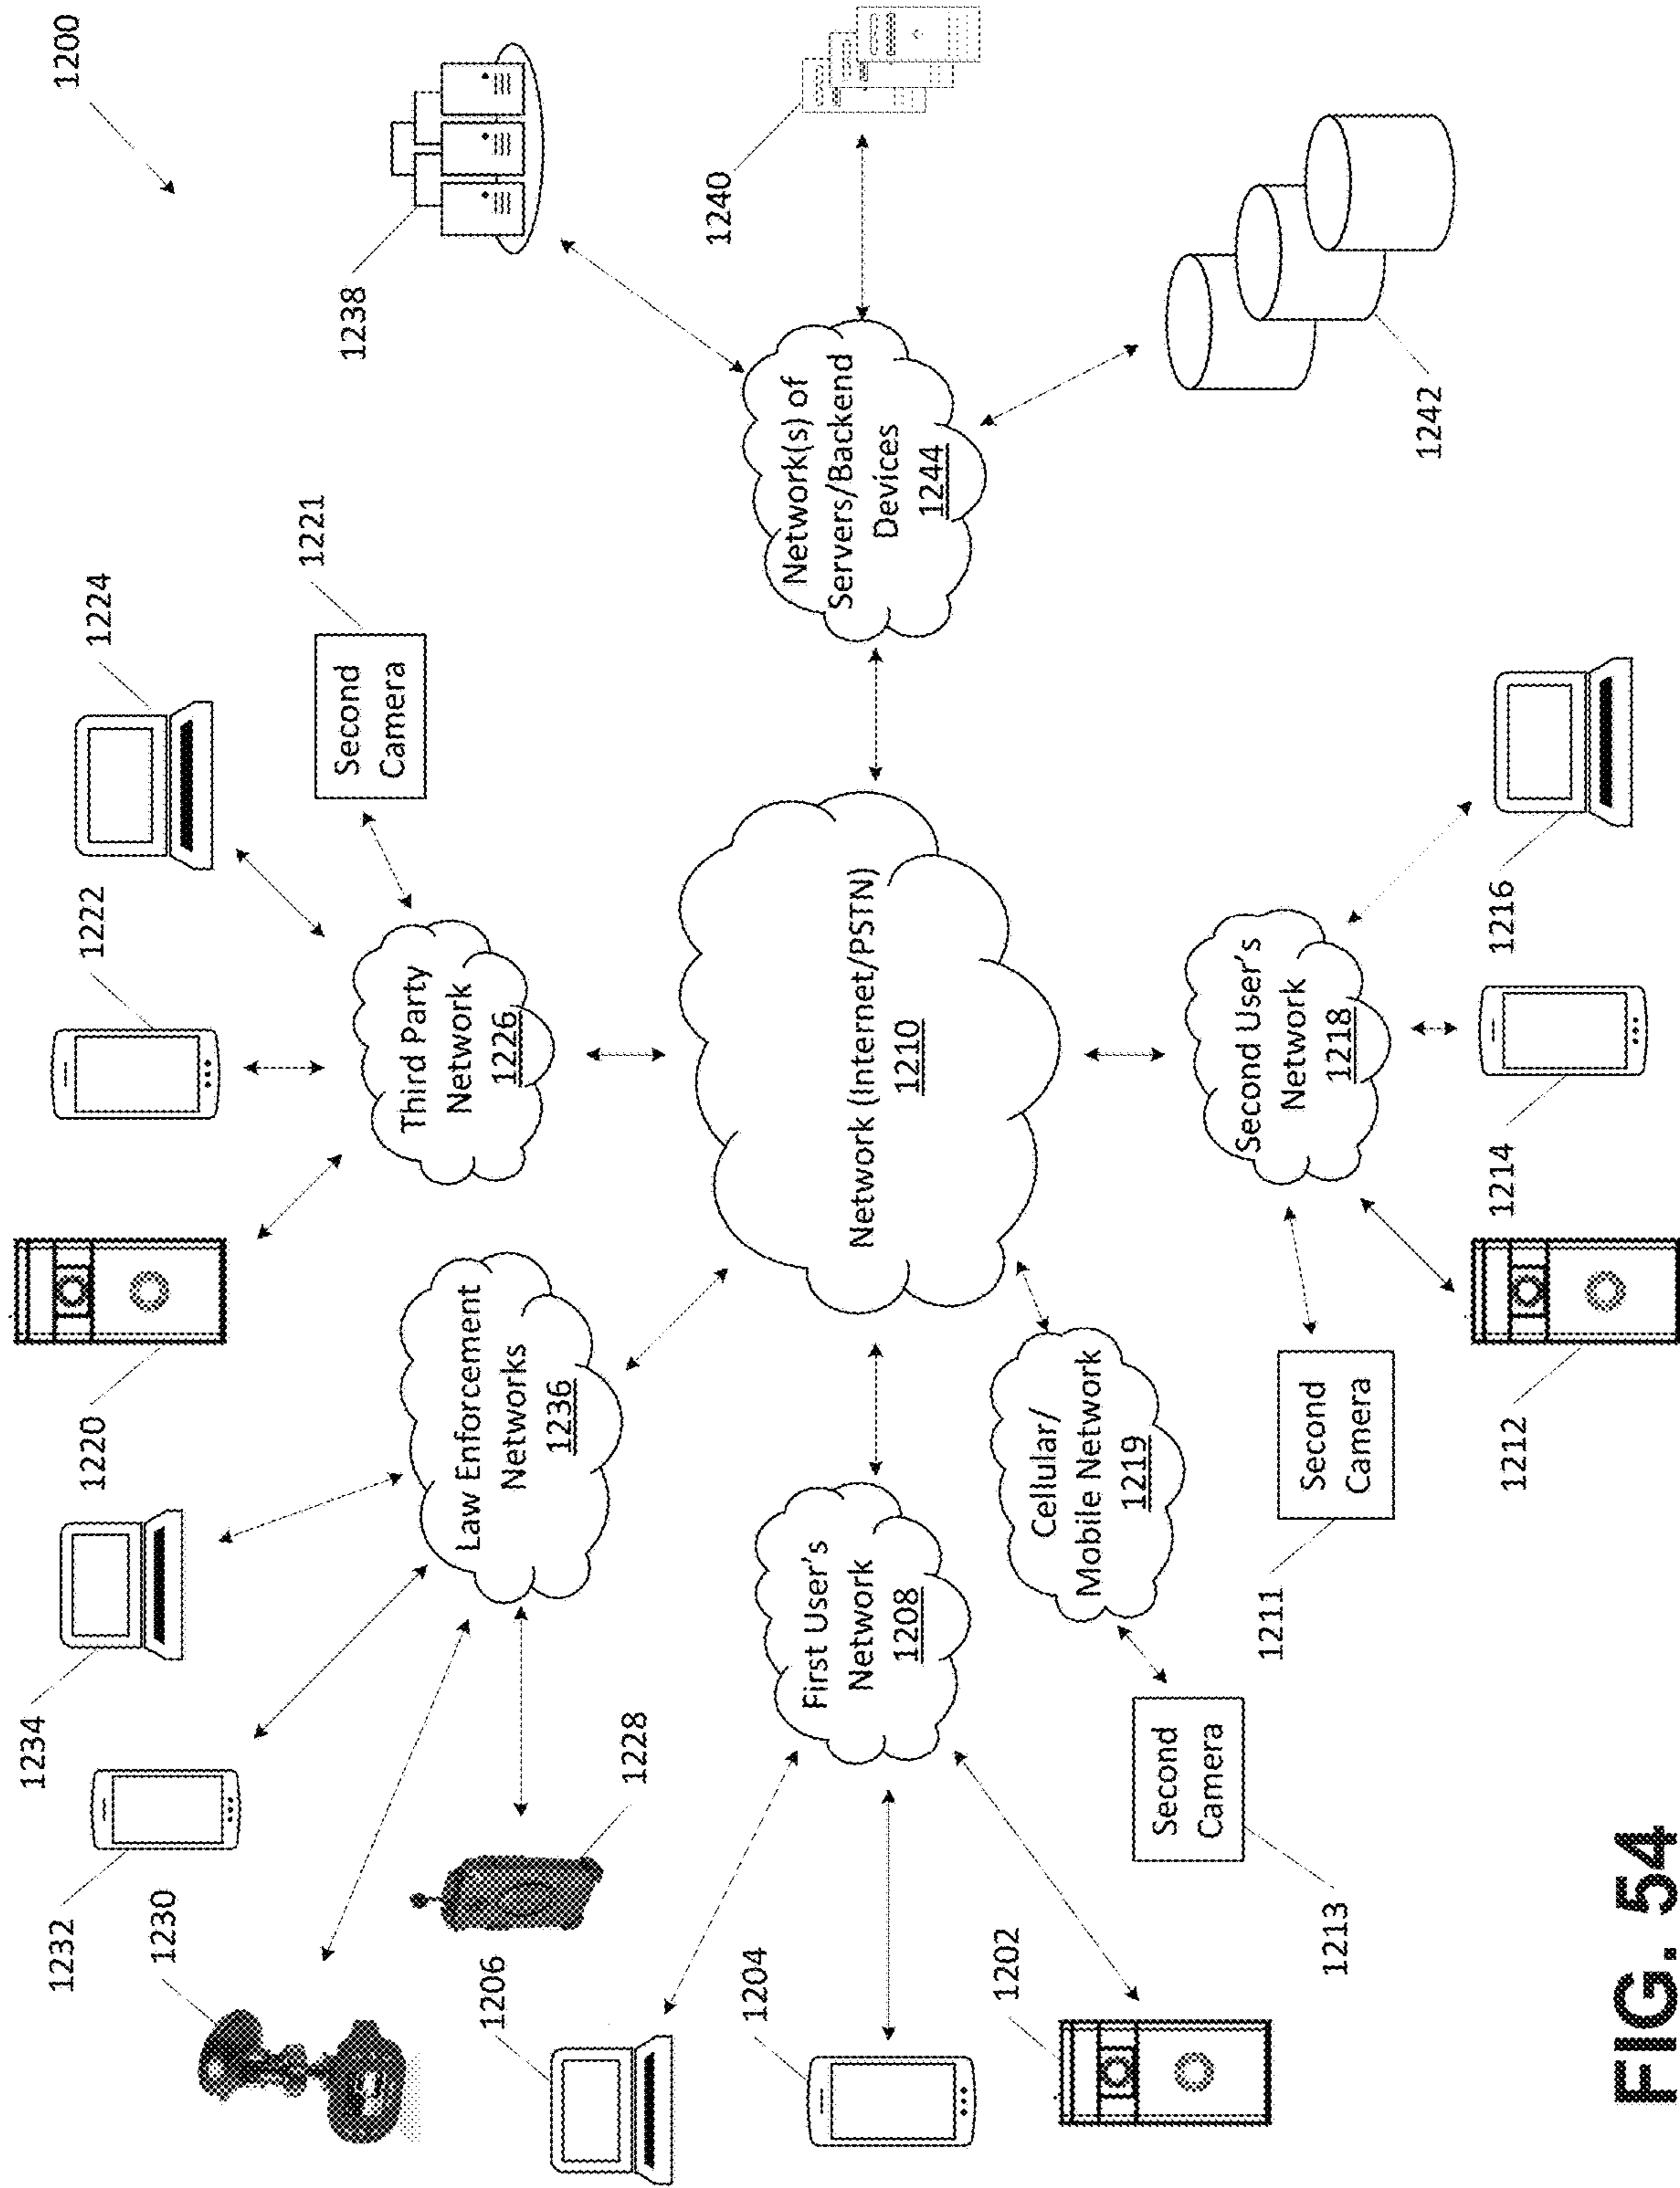 1200
1234
1232
1230
1220
1222
1224
1221
Second
Camera
1238
1240
Law Enforcement
Networks
1236
Third Party
Network
1226
1228
1206
1204
1202
First User's
Network
1208
Network (Internet/PSTN)
1210
Network(s) of
Servers/Backend
Devices
1244
Cellular/
Mobile Network
1219
Second
Camera
1213
Second User's
Network
1218
Second
Camera
1211
1212
1214
1216
1242
FIG. 54